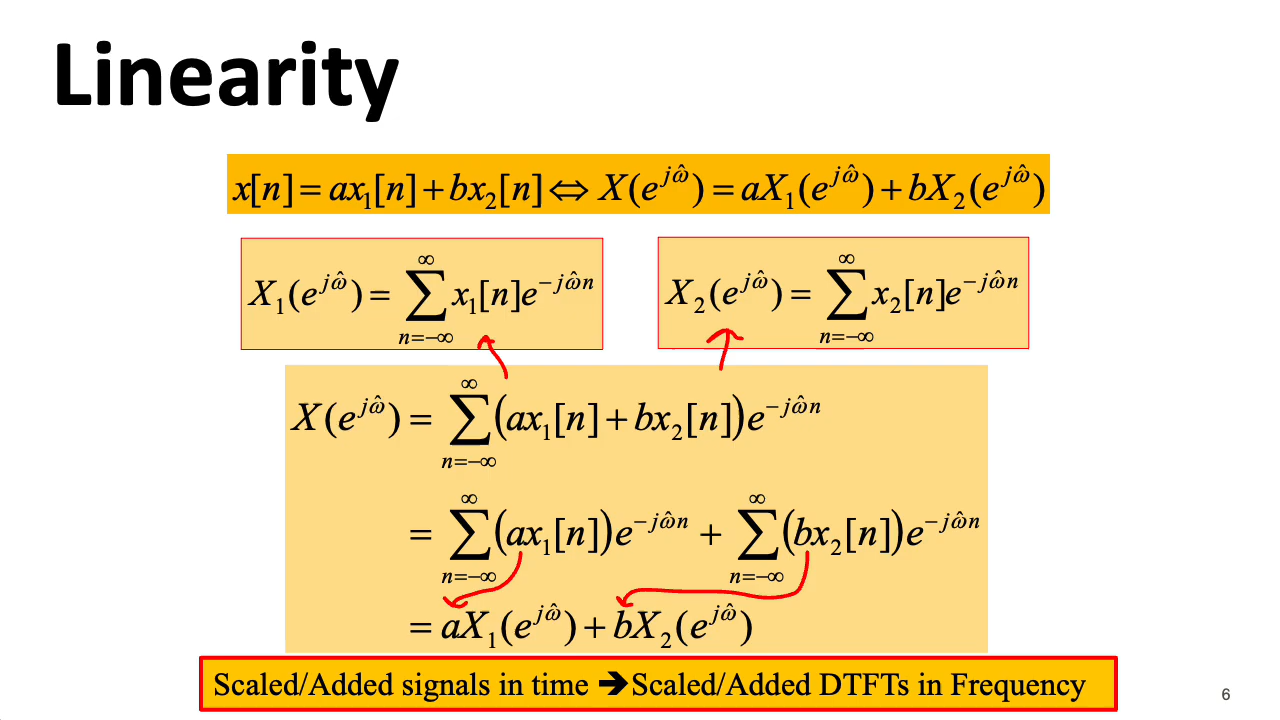 Linearity
x[n] = ax₁[n] + bx₂[n] ⇔ X(e^{jω̂}) = aX₁(e^{jω̂}) + bX₂(e^{jω̂})
X₁(e^{jω̂}) = ∑_{n=−∞}^{∞} x₁[n]e^{−jω̂n}
X₂(e^{jω̂}) = ∑_{n=−∞}^{∞} x₂[n]e^{−jω̂n}
X(e^{jω̂}) = ∑_{n=−∞}^{∞} (ax₁[n] + bx₂[n])e^{−jω̂n}
= ∑_{n=−∞}^{∞} (ax₁[n])e^{−jω̂n} + ∑_{n=−∞}^{∞} (bx₂[n])e^{−jω̂n}
= aX₁(e^{jω̂}) + bX₂(e^{jω̂})
Scaled/Added signals in time ➔Scaled/Added DTFTs in Frequency
6